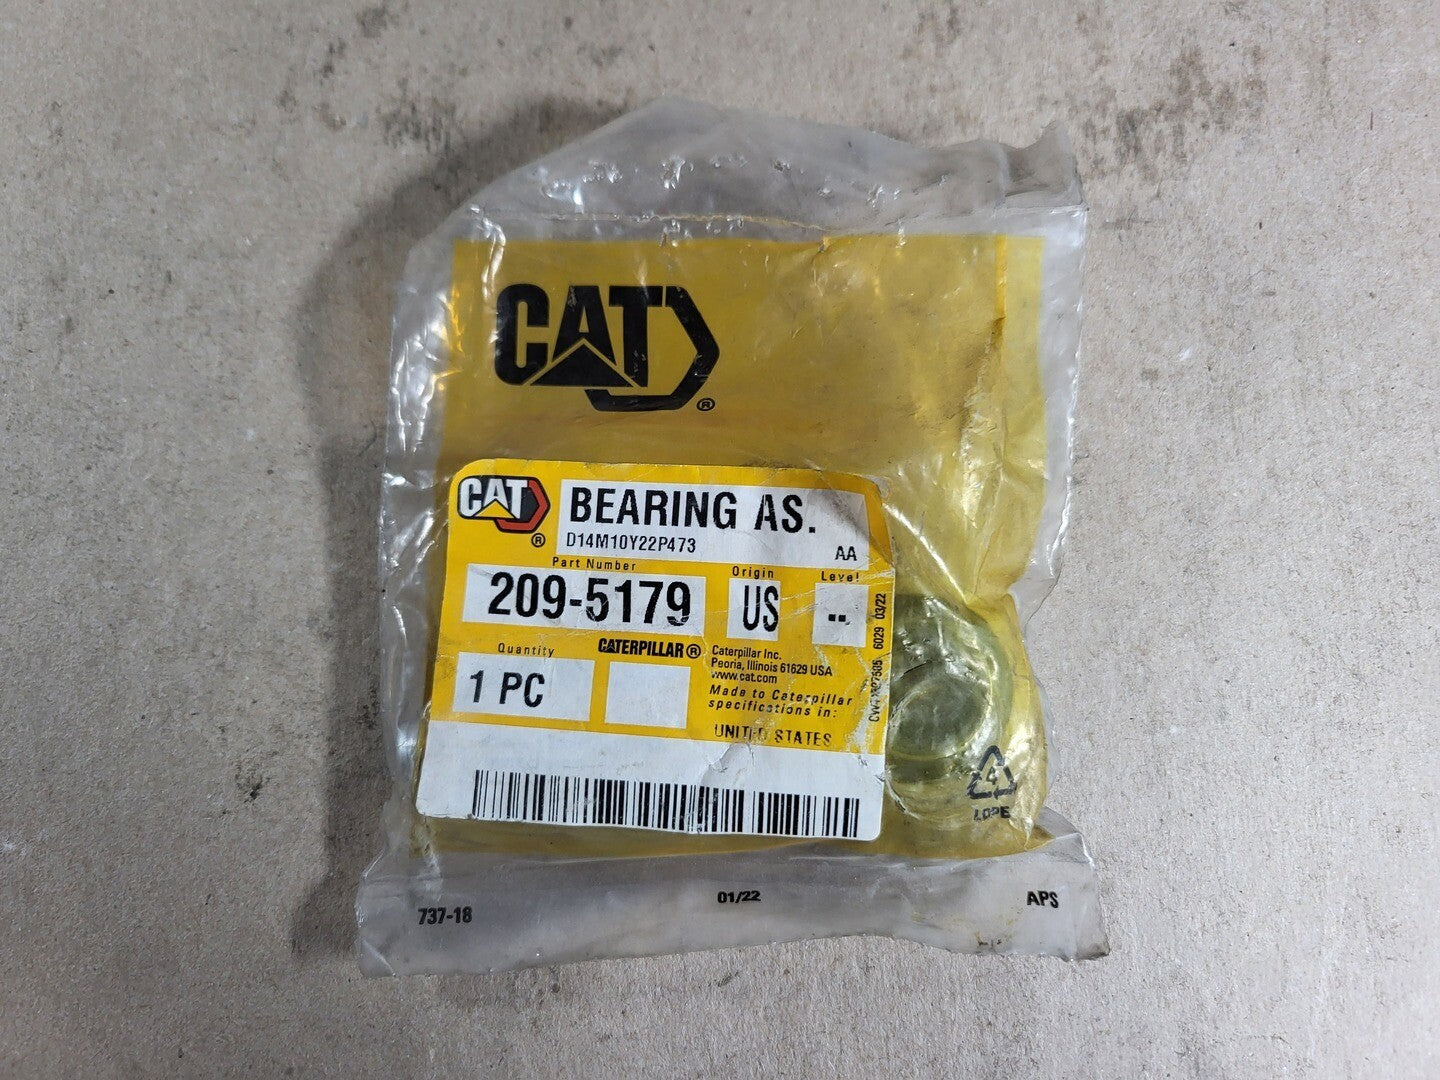 CAT®
CAT®
BEARING AS.
D14M10Y22P473
AA
Part Number
Origin
Level
209-5179
US
--
Quantity
CATERPILLAR®
1 PC
Caterpillar Inc.
Peoria, Illinois 61629 USA
www.cat.com
Made to Caterpillar
specifications in:
UNITED STATES
6029 03/22
4
LDPE
737-18
01/22
APS